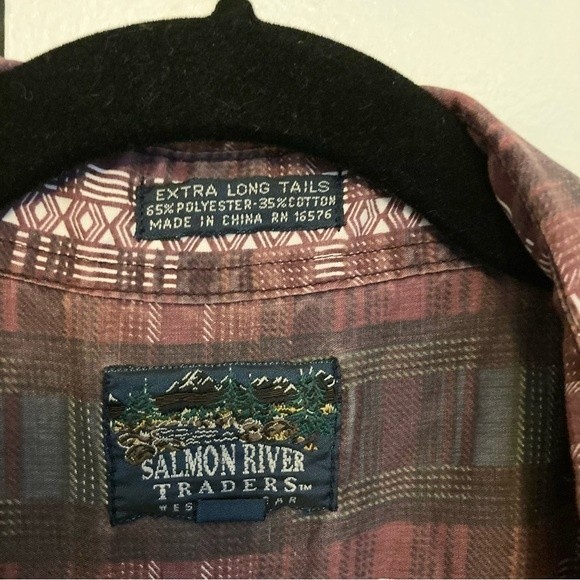 EXTRA LONG TAILS
65% POLYESTER-35% COTTON
MADE IN CHINA RN 16576
SALMON RIVER
TRADERS™